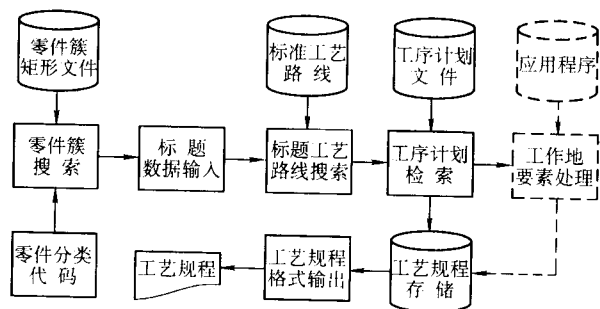 零件簇
矩形文件
标准工艺
路线
工序计划
文件
应用程序
零件簇
搜索
标题
数据输入
标题工艺
路线搜索
工序计划
检索
工作地
要素处理
零件分类
代码
工艺规程
工艺规程
格式输出
工艺规程
存储